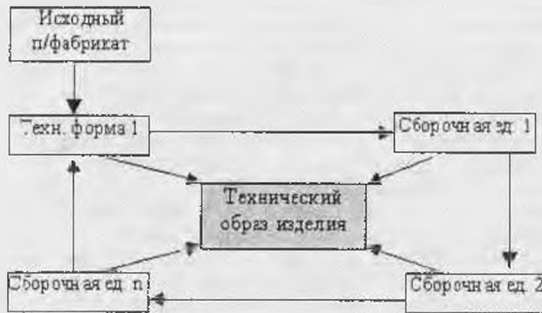 Исходный
п/фабрикат
Техн. форма 1
Сборочная ед. 1
Технический
образ изделия
Сборочная ед. n
Сборочная ед. 2